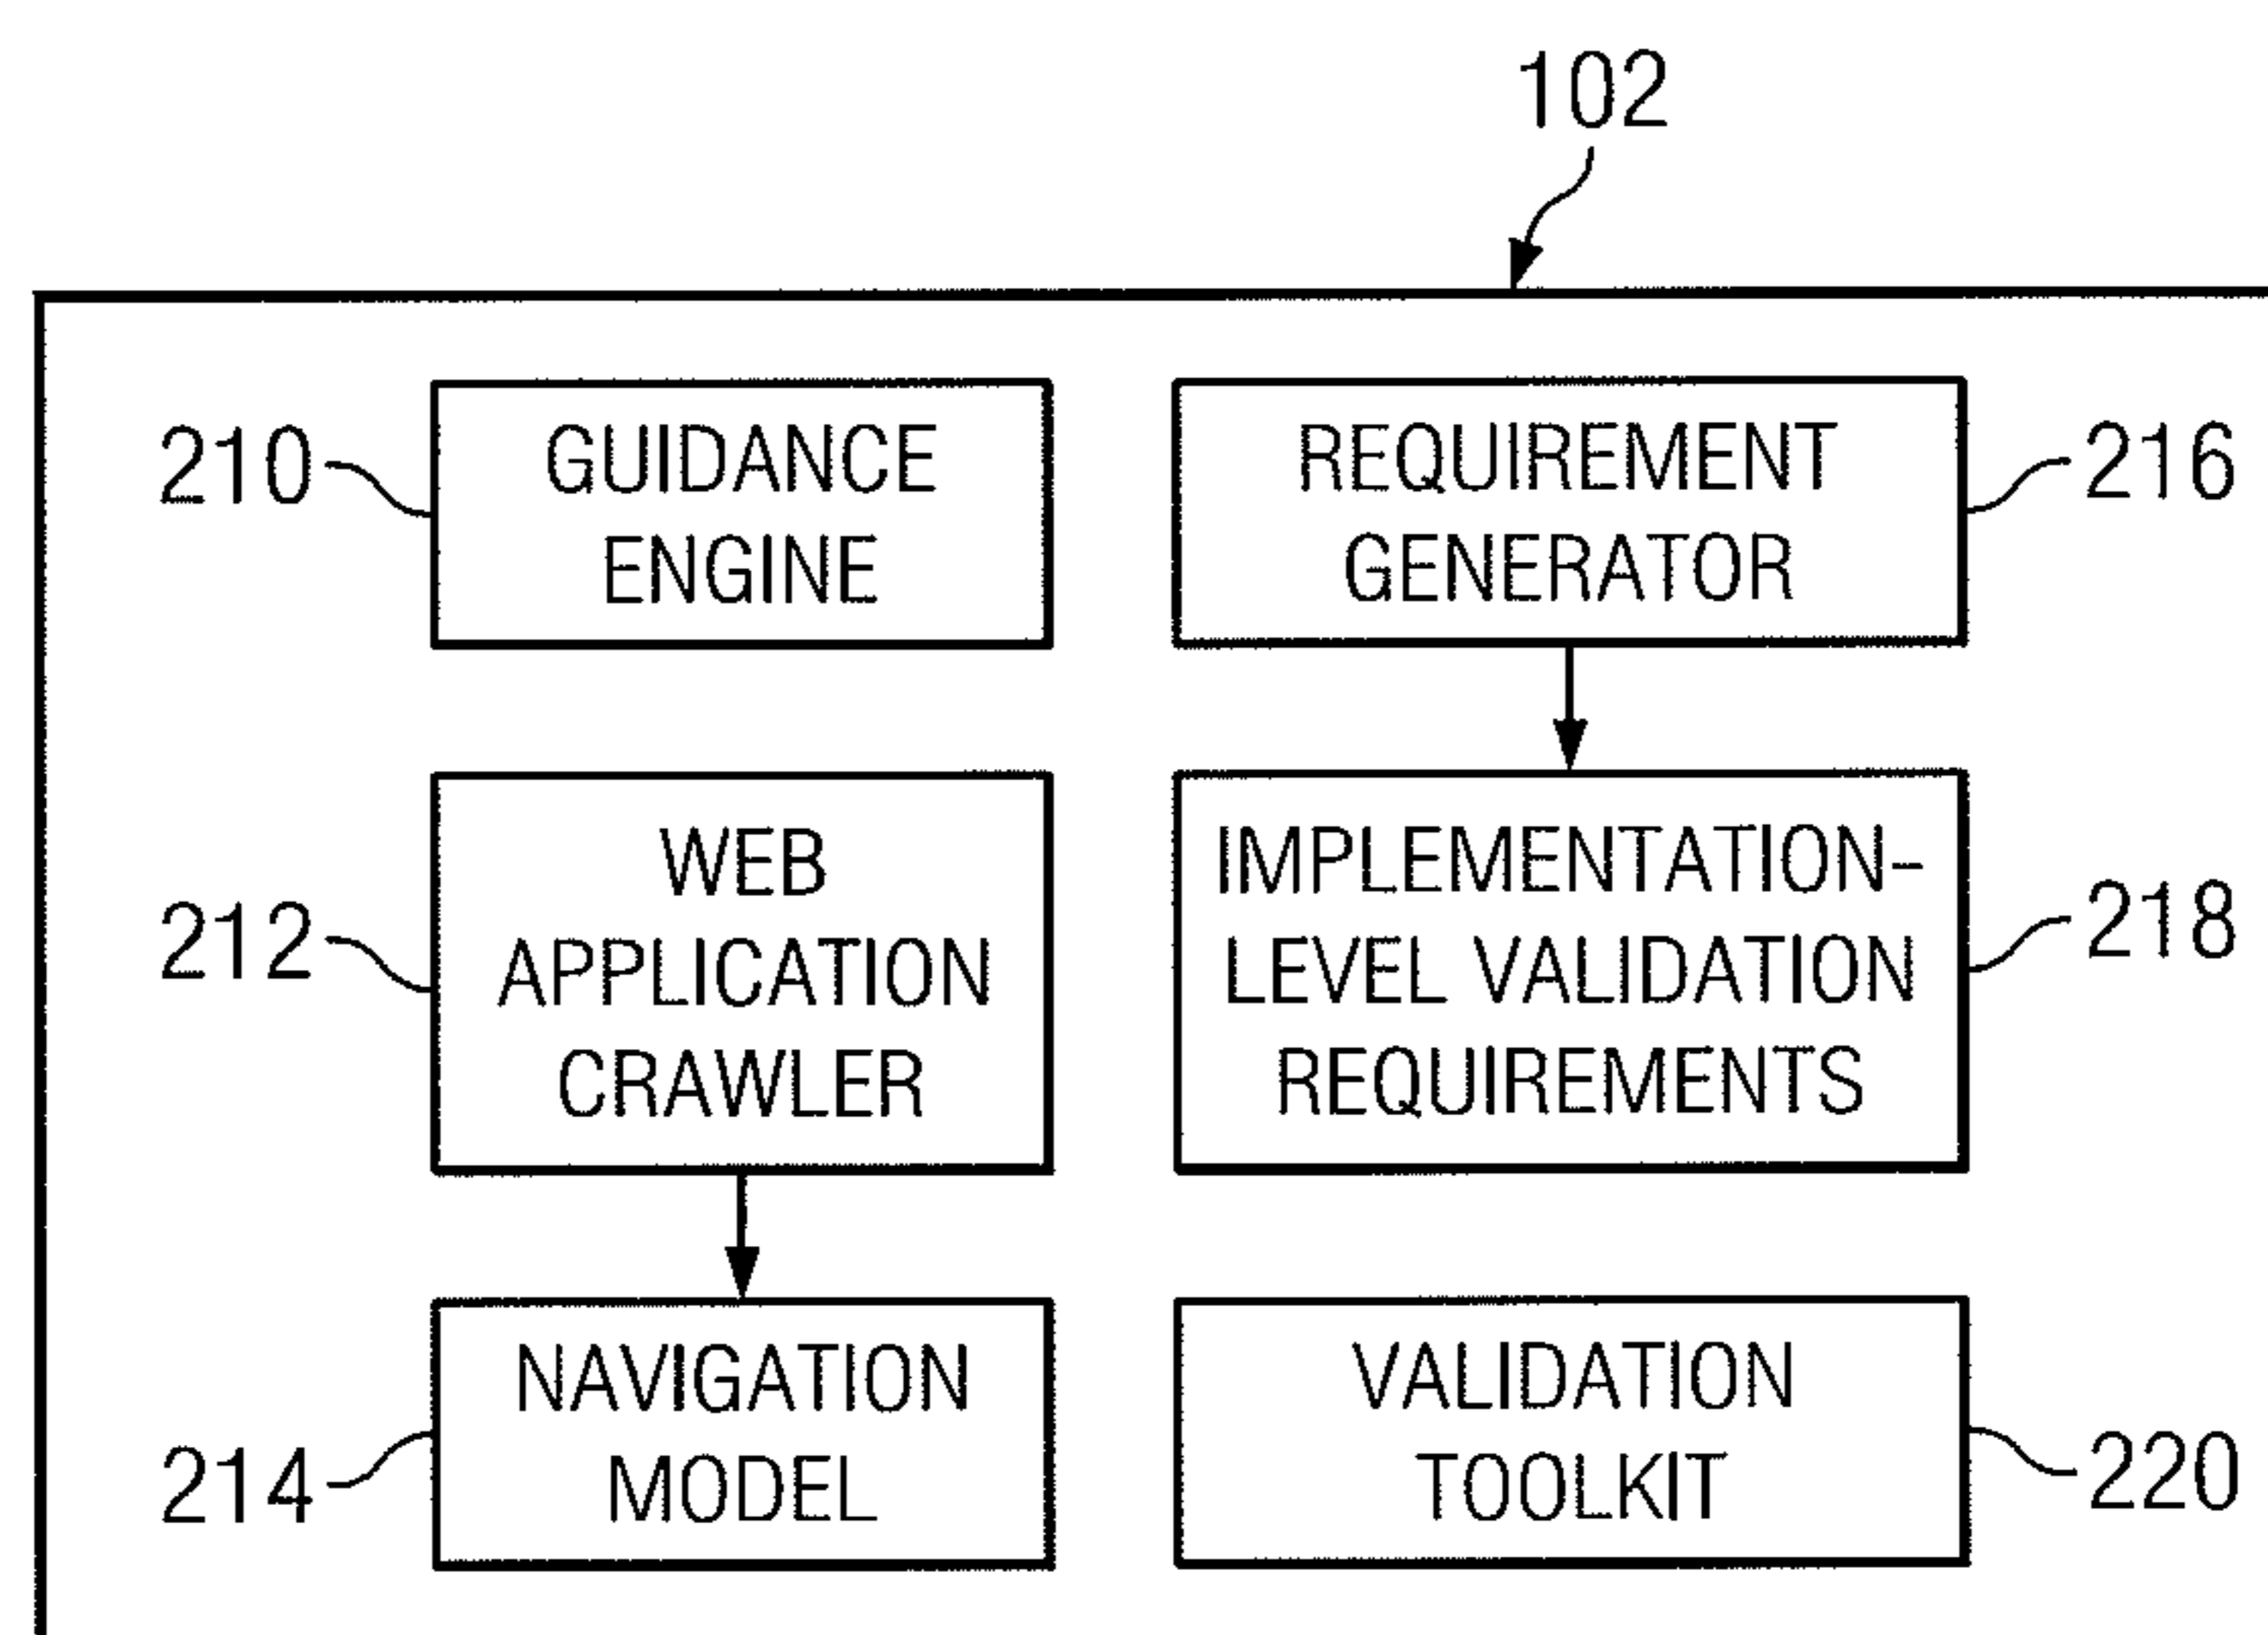 102
210
GUIDANCE
ENGINE
REQUIREMENT
GENERATOR
216
212
WEB
APPLICATION
CRAWLER
IMPLEMENTATION-
LEVEL VALIDATION
REQUIREMENTS
218
214
NAVIGATION
MODEL
VALIDATION
TOOLKIT
220